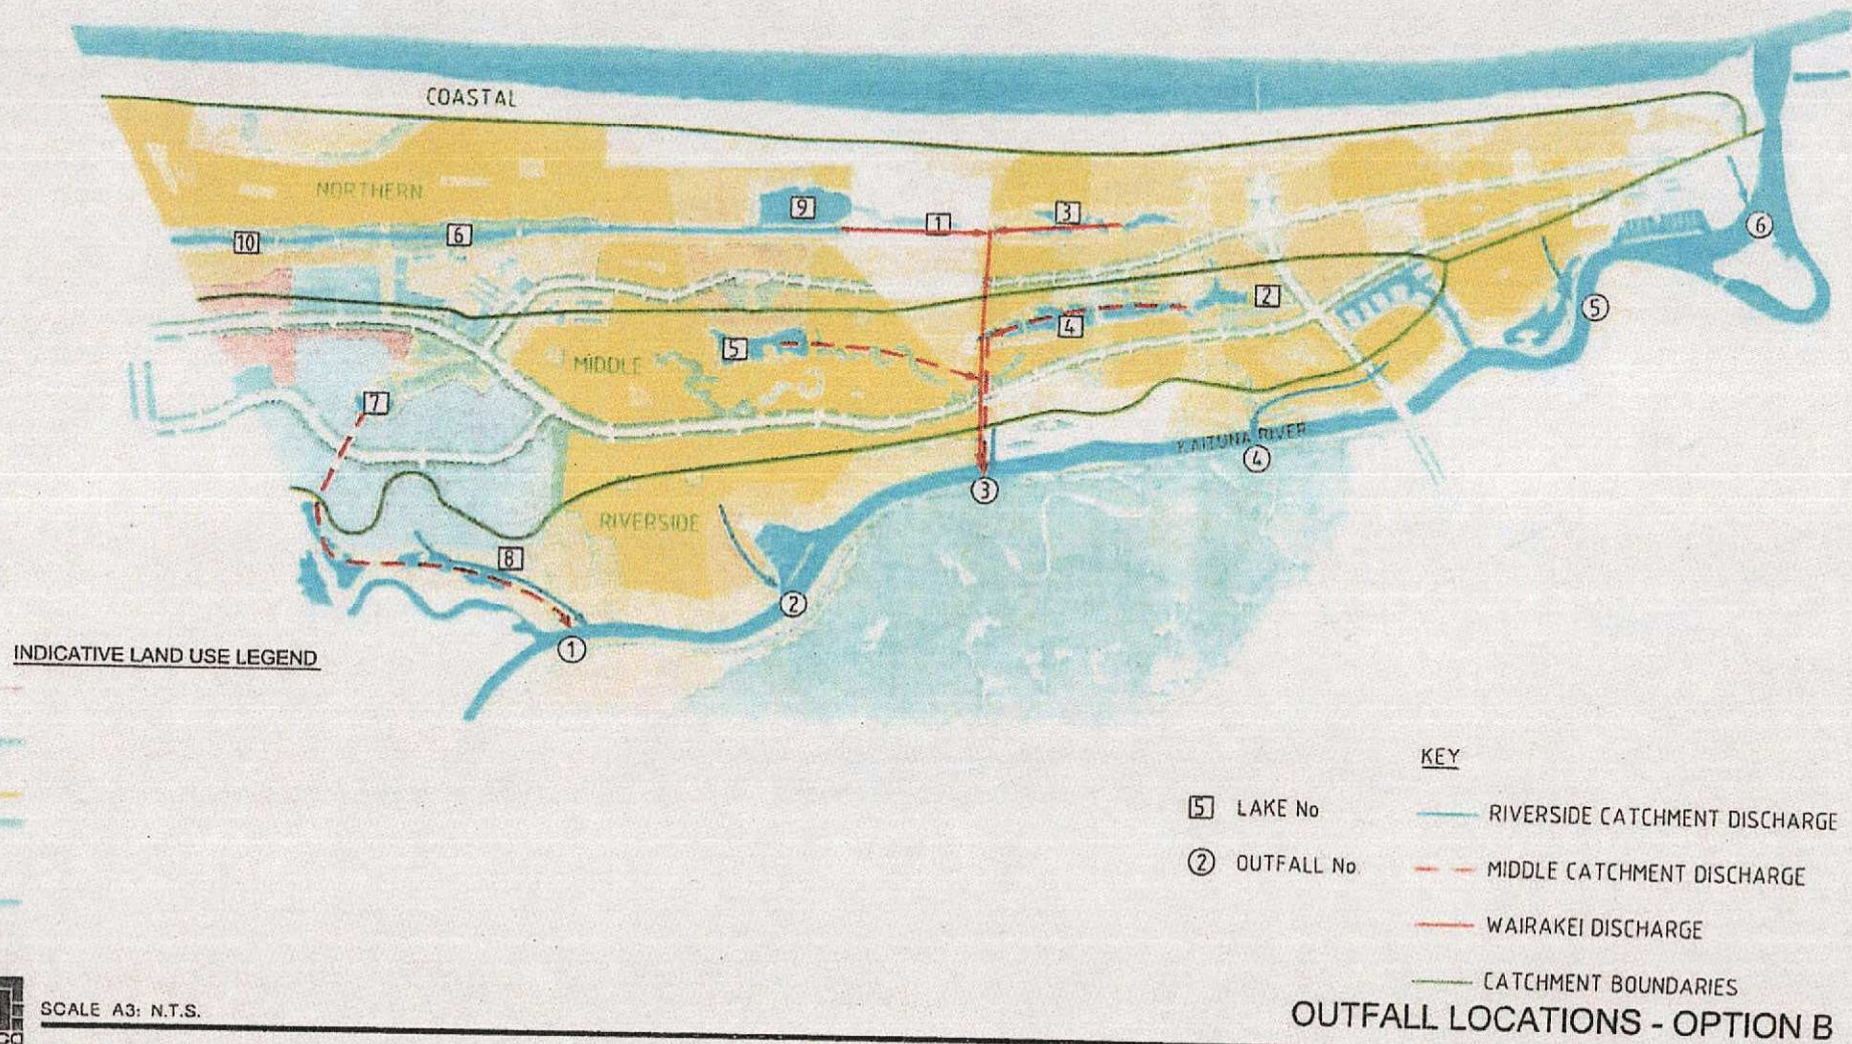 COASTAL
NORTHERN
9
1
3
10
6
6
2
4
5
5
MIDDLE
7
KAITUNA RIVER
4
3
RIVERSIDE
8
2
1
INDICATIVE LAND USE LEGEND
KEY
5 LAKE No
RIVERSIDE CATCHMENT DISCHARGE
2 OUTFALL No.
MIDDLE CATCHMENT DISCHARGE
WAIRAKEI DISCHARGE
CATCHMENT BOUNDARIES
SCALE A3: N.T.S.
OUTFALL LOCATIONS - OPTION B